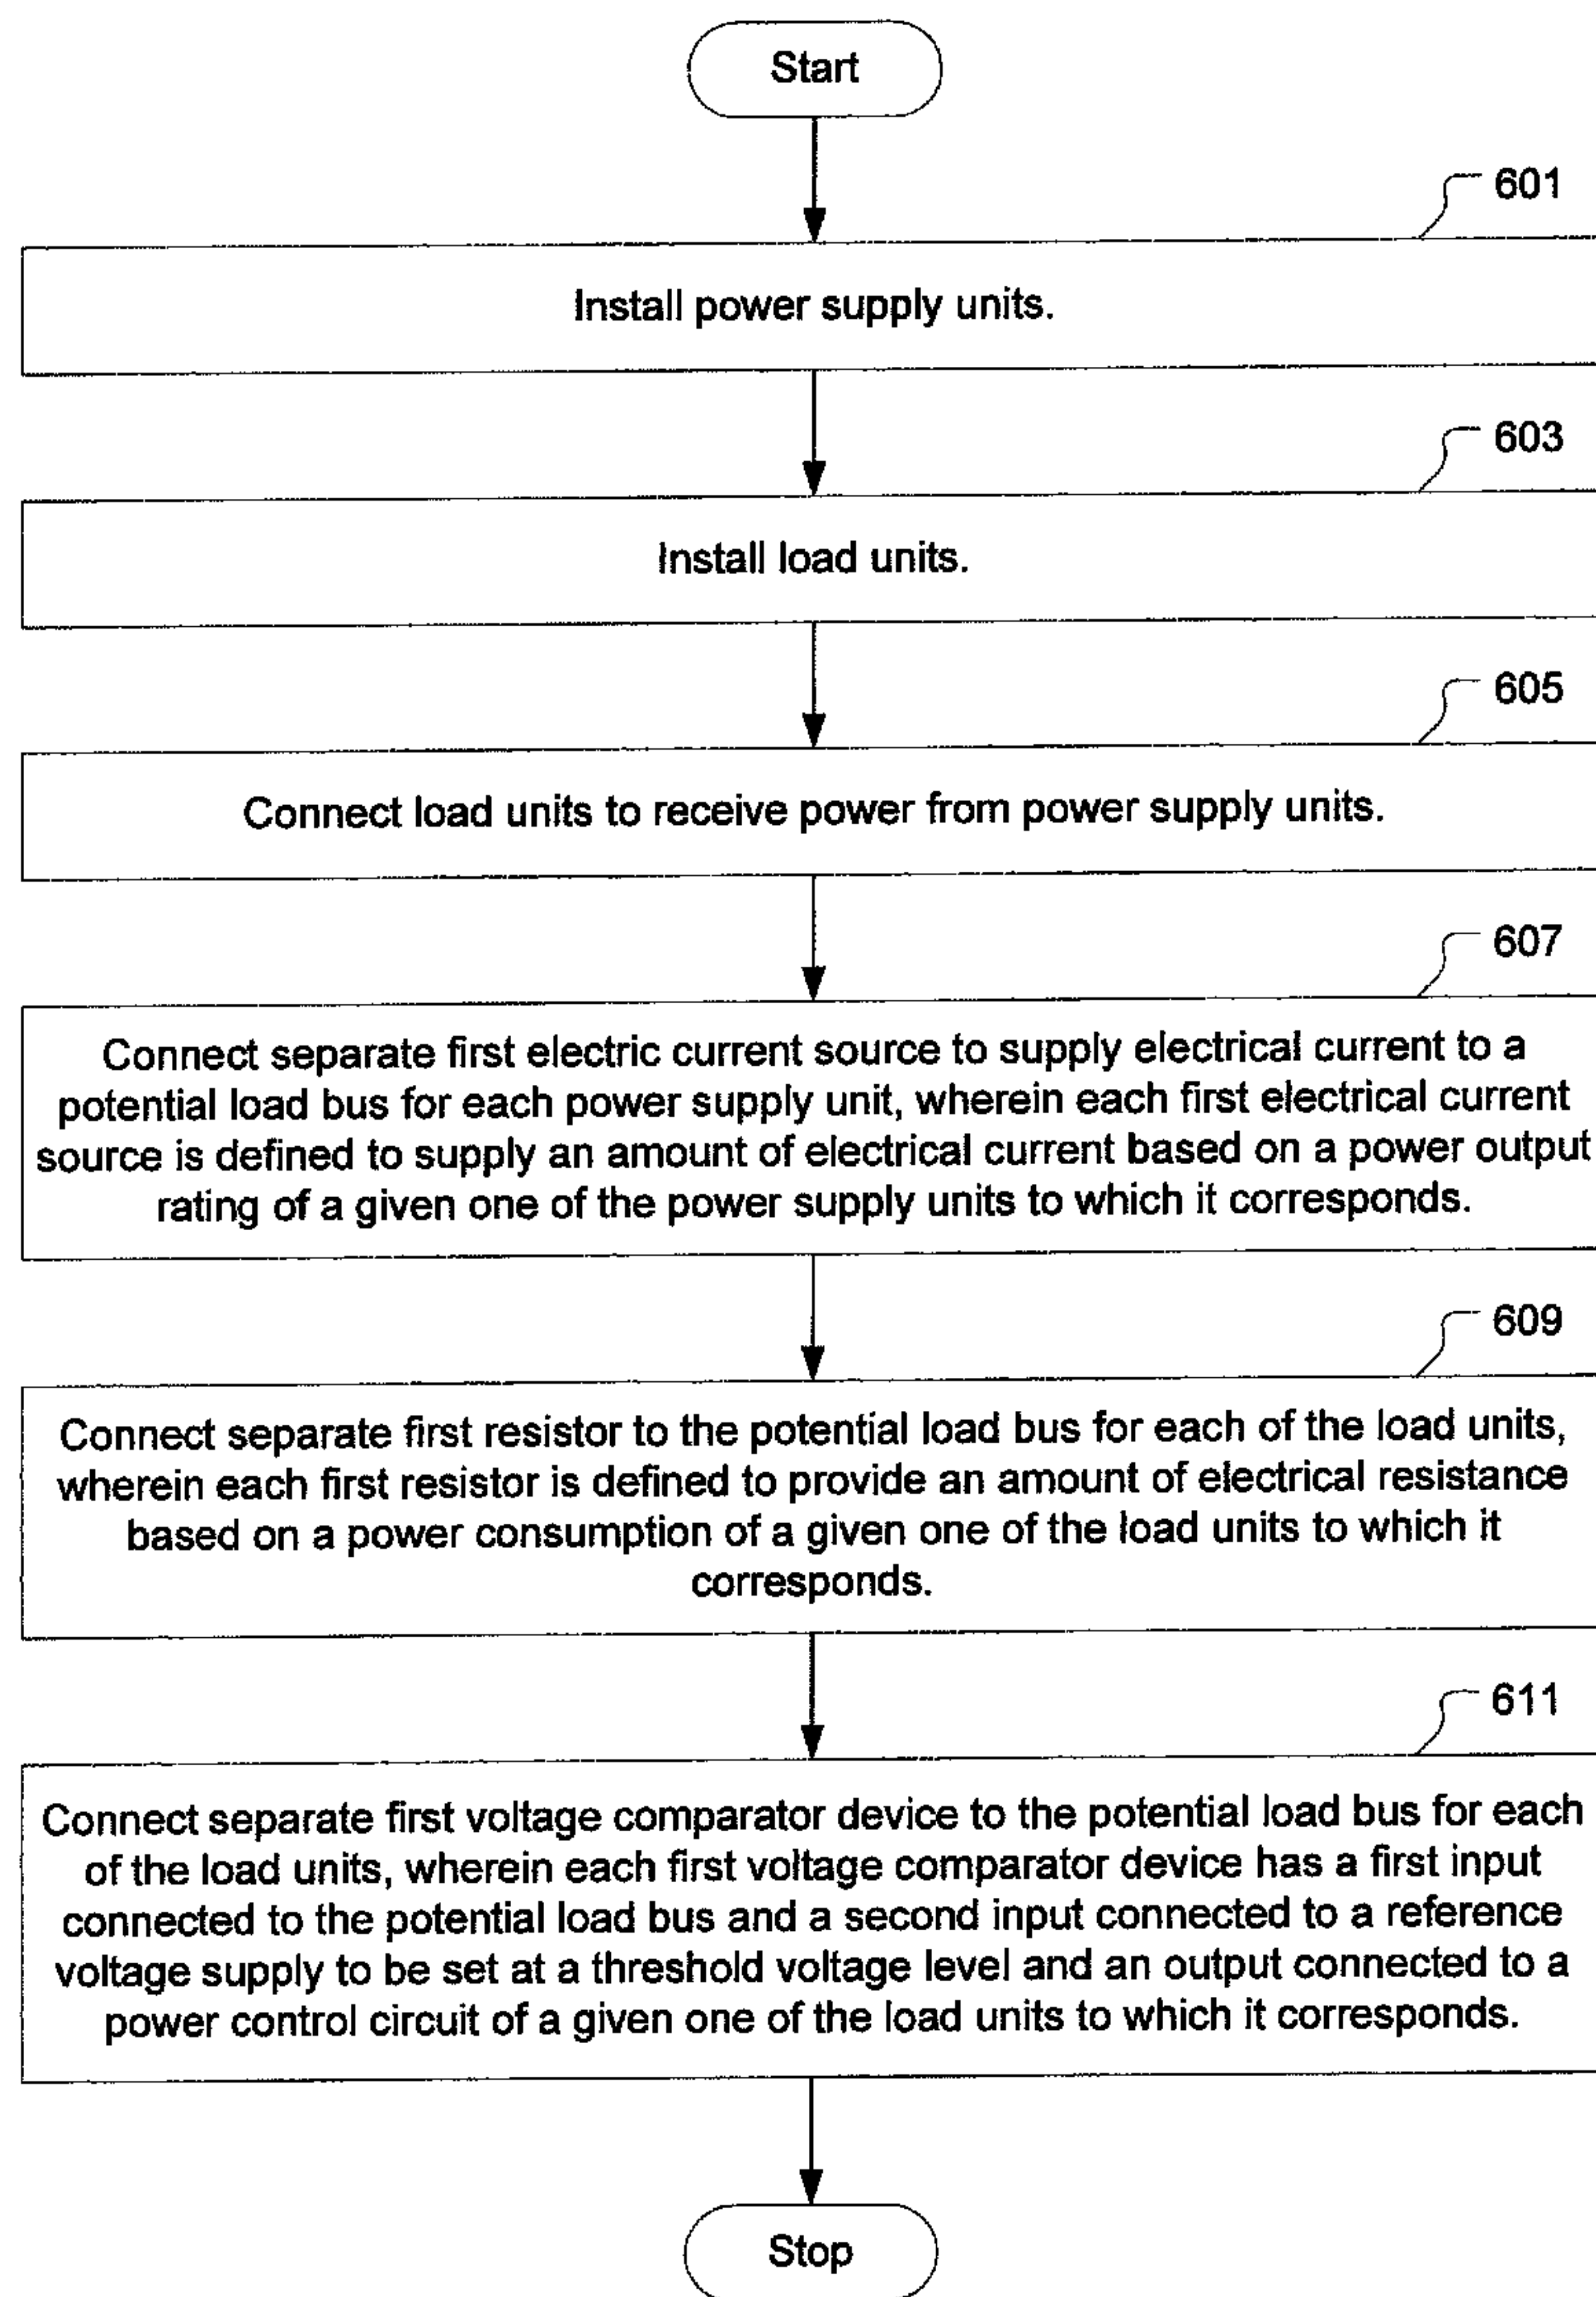 Start
601
Install power supply units.
603
Install load units.
605
Connect load units to receive power from power supply units.
607
Connect separate first electric current source to supply electrical current to a
potential load bus for each power supply unit, wherein each first electrical current
source is defined to supply an amount of electrical current based on a power output
rating of a given one of the power supply units to which it corresponds.
609
Connect separate first resistor to the potential load bus for each of the load units,
wherein each first resistor is defined to provide an amount of electrical resistance
based on a power consumption of a given one of the load units to which it
corresponds.
611
Connect separate first voltage comparator device to the potential load bus for each
of the load units, wherein each first voltage comparator device has a first input
connected to the potential load bus and a second input connected to a reference
voltage supply to be set at a threshold voltage level and an output connected to a
power control circuit of a given one of the load units to which it corresponds.
Stop